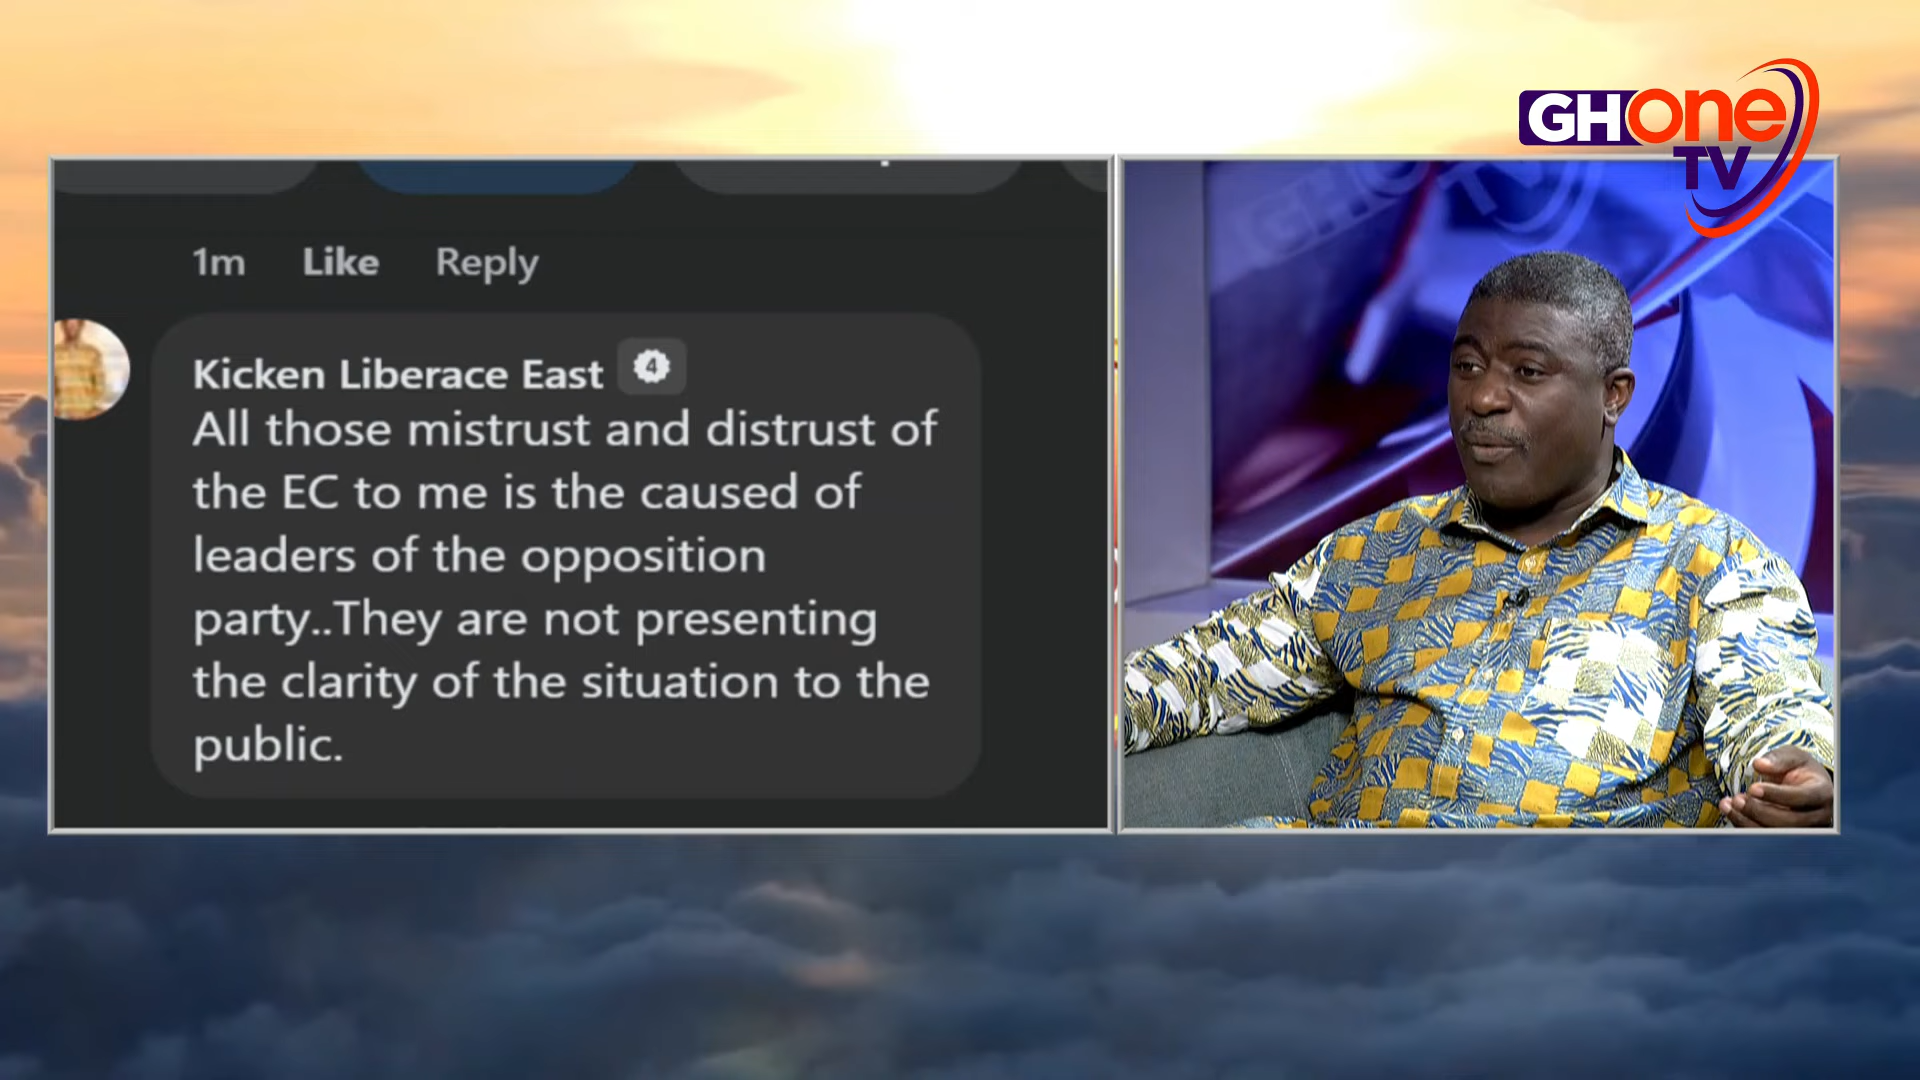 GHOne
TV
1m Like Reply
Kicken Liberace East 4
All those mistrust and distrust of
the EC to me is the caused of
leaders of the opposition
party..They are not presenting
the clarity of the situation to the
public.